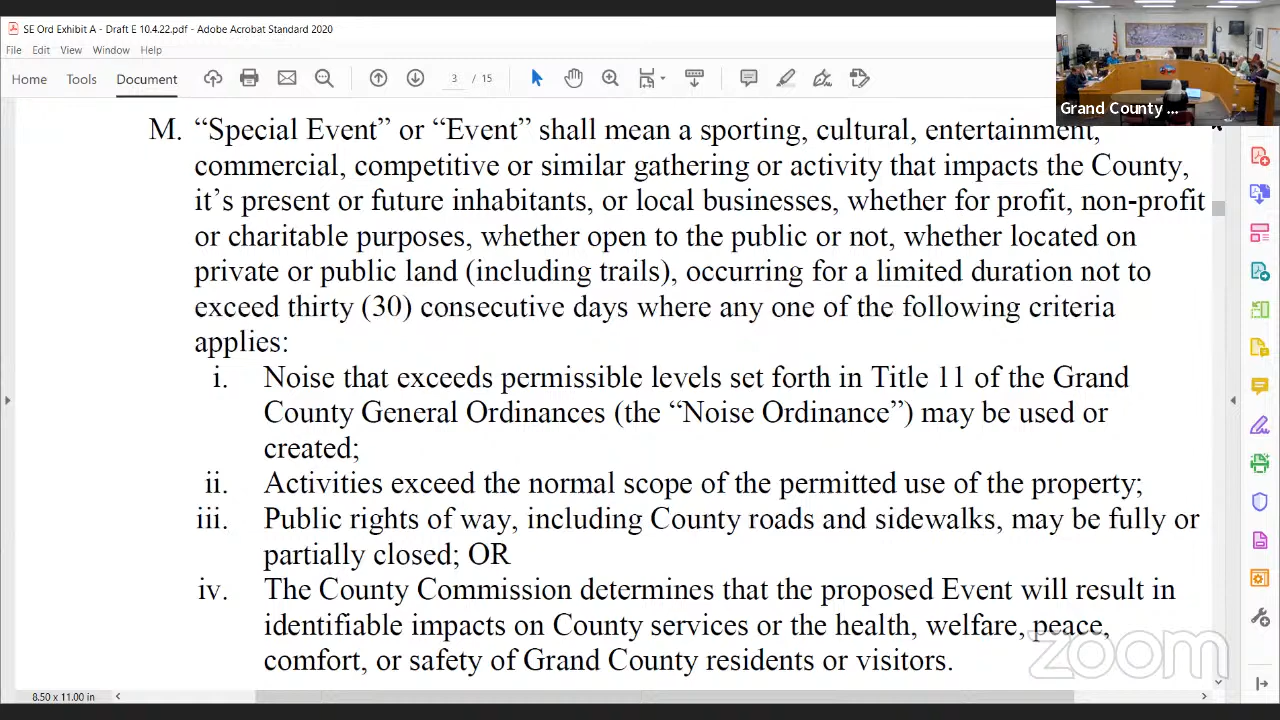 SE Ord Exhibit A - Draft E 10.4.22.pdf - Adobe Acrobat Standard 2020
File Edit View Window Help
Home Tools Document 3 / 15
Grand County ...
M. “Special Event” or “Event” shall mean a sporting, cultural, entertainment,
commercial, competitive or similar gathering or activity that impacts the County,
it’s present or future inhabitants, or local businesses, whether for profit, non-profit
or charitable purposes, whether open to the public or not, whether located on
private or public land (including trails), occurring for a limited duration not to
exceed thirty (30) consecutive days where any one of the following criteria
applies:
i. Noise that exceeds permissible levels set forth in Title 11 of the Grand
County General Ordinances (the “Noise Ordinance”) may be used or
created;
ii. Activities exceed the normal scope of the permitted use of the property;
iii. Public rights of way, including County roads and sidewalks, may be fully or
partially closed; OR
iv. The County Commission determines that the proposed Event will result in
identifiable impacts on County services or the health, welfare, peace,
comfort, or safety of Grand County residents or visitors.
zoom
8.50 x 11.00 in